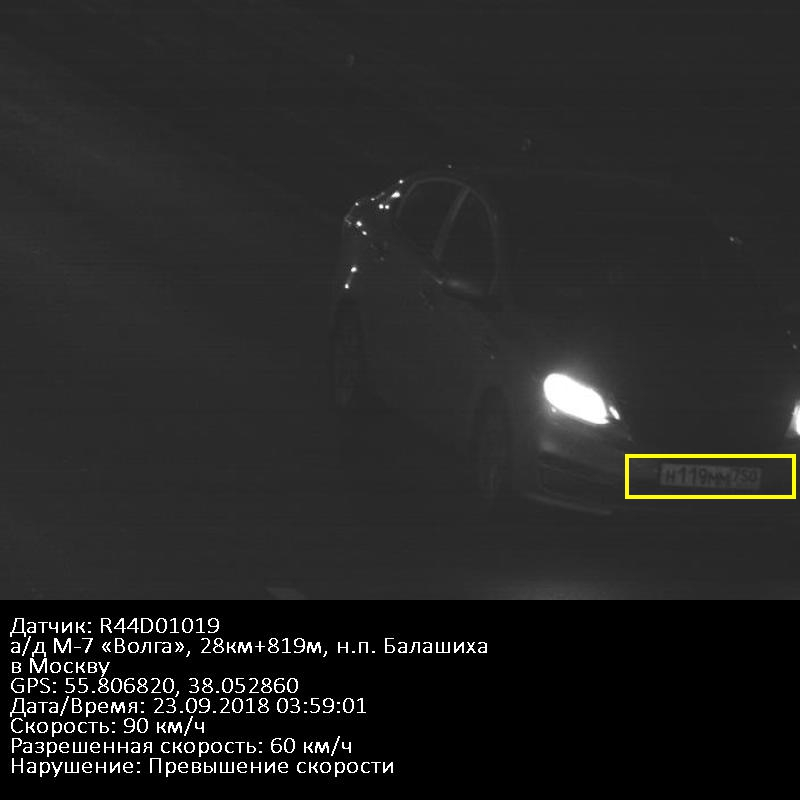 Н119ММ750
Датчик: R44D01019
а/д М-7 «Волга», 28км+819м, н.п. Балашиха
в Москву
GPS: 55.806820, 38.052860
Дата/Время: 23.09.2018 03:59:01
Скорость: 90 км/ч
Разрешенная скорость: 60 км/ч
Нарушение: Превышение скорости